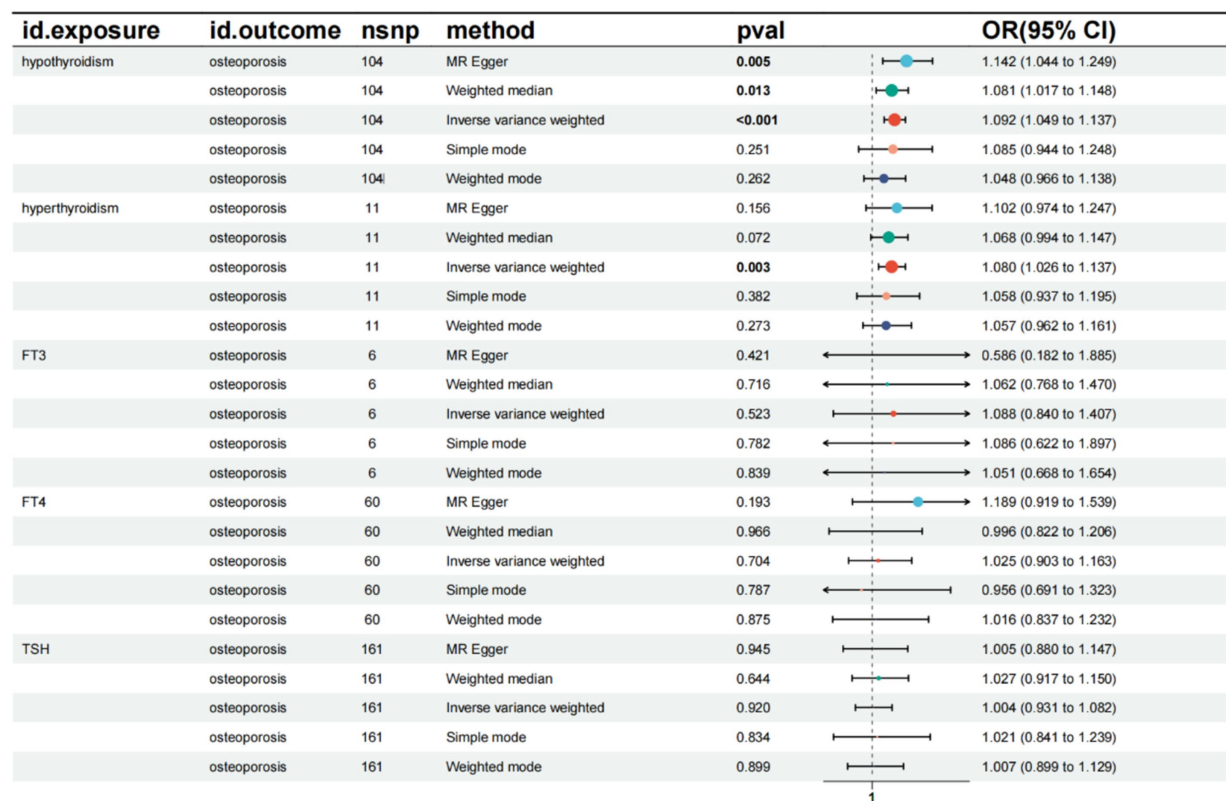 id.exposure id.outcome nsnp method pval OR(95% CI)
hypothyroidism osteoporosis 104 MR Egger 0.005 1.142 (1.044 to 1.249)
osteoporosis 104 Weighted median 0.013 1.081 (1.017 to 1.148)
osteoporosis 104 Inverse variance weighted <0.001 1.092 (1.049 to 1.137)
osteoporosis 104 Simple mode 0.251 1.085 (0.944 to 1.248)
osteoporosis 104 Weighted mode 0.262 1.048 (0.966 to 1.138)
hyperthyroidism osteoporosis 11 MR Egger 0.156 1.102 (0.974 to 1.247)
osteoporosis 11 Weighted median 0.072 1.068 (0.994 to 1.147)
osteoporosis 11 Inverse variance weighted 0.003 1.080 (1.026 to 1.137)
osteoporosis 11 Simple mode 0.382 1.058 (0.937 to 1.195)
osteoporosis 11 Weighted mode 0.273 1.057 (0.962 to 1.161)
FT3 osteoporosis 6 MR Egger 0.421 0.586 (0.182 to 1.885)
osteoporosis 6 Weighted median 0.716 1.062 (0.768 to 1.470)
osteoporosis 6 Inverse variance weighted 0.523 1.088 (0.840 to 1.407)
osteoporosis 6 Simple mode 0.782 1.086 (0.622 to 1.897)
osteoporosis 6 Weighted mode 0.839 1.051 (0.668 to 1.654)
FT4 osteoporosis 60 MR Egger 0.193 1.189 (0.919 to 1.539)
osteoporosis 60 Weighted median 0.966 0.996 (0.822 to 1.206)
osteoporosis 60 Inverse variance weighted 0.704 1.025 (0.903 to 1.163)
osteoporosis 60 Simple mode 0.787 0.956 (0.691 to 1.323)
osteoporosis 60 Weighted mode 0.875 1.016 (0.837 to 1.232)
TSH osteoporosis 161 MR Egger 0.945 1.005 (0.880 to 1.147)
osteoporosis 161 Weighted median 0.644 1.027 (0.917 to 1.150)
osteoporosis 161 Inverse variance weighted 0.920 1.004 (0.931 to 1.082)
osteoporosis 161 Simple mode 0.834 1.021 (0.841 to 1.239)
osteoporosis 161 Weighted mode 0.899 1.007 (0.899 to 1.129)
1